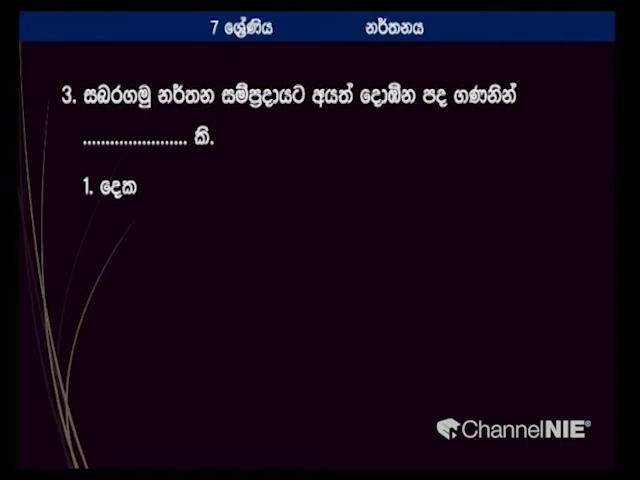 7 ශ්‍රේණිය නර්තනය
3. සබරගමු නර්තන සම්ප්‍රදායට අයත් දොඹින පද ගණනින්
....................... කි.
1. දෙක
ChannelNIE®